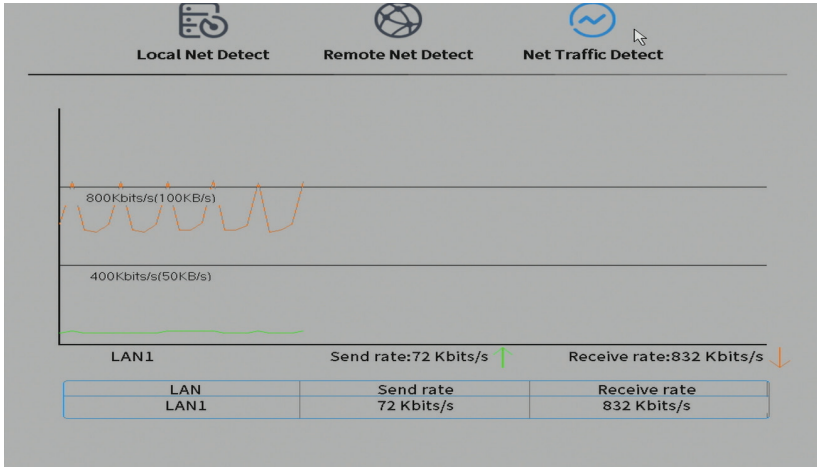 Local Net Detect
Remote Net Detect
Net Traffic Detect
800Kbits/s(100KB/s)
400Kbits/s(50KB/s)
LAN1
Send rate:72 Kbits/s
Receive rate:832 Kbits/s
LAN Send rate Receive rate
LAN1 72 Kbits/s 832 Kbits/s